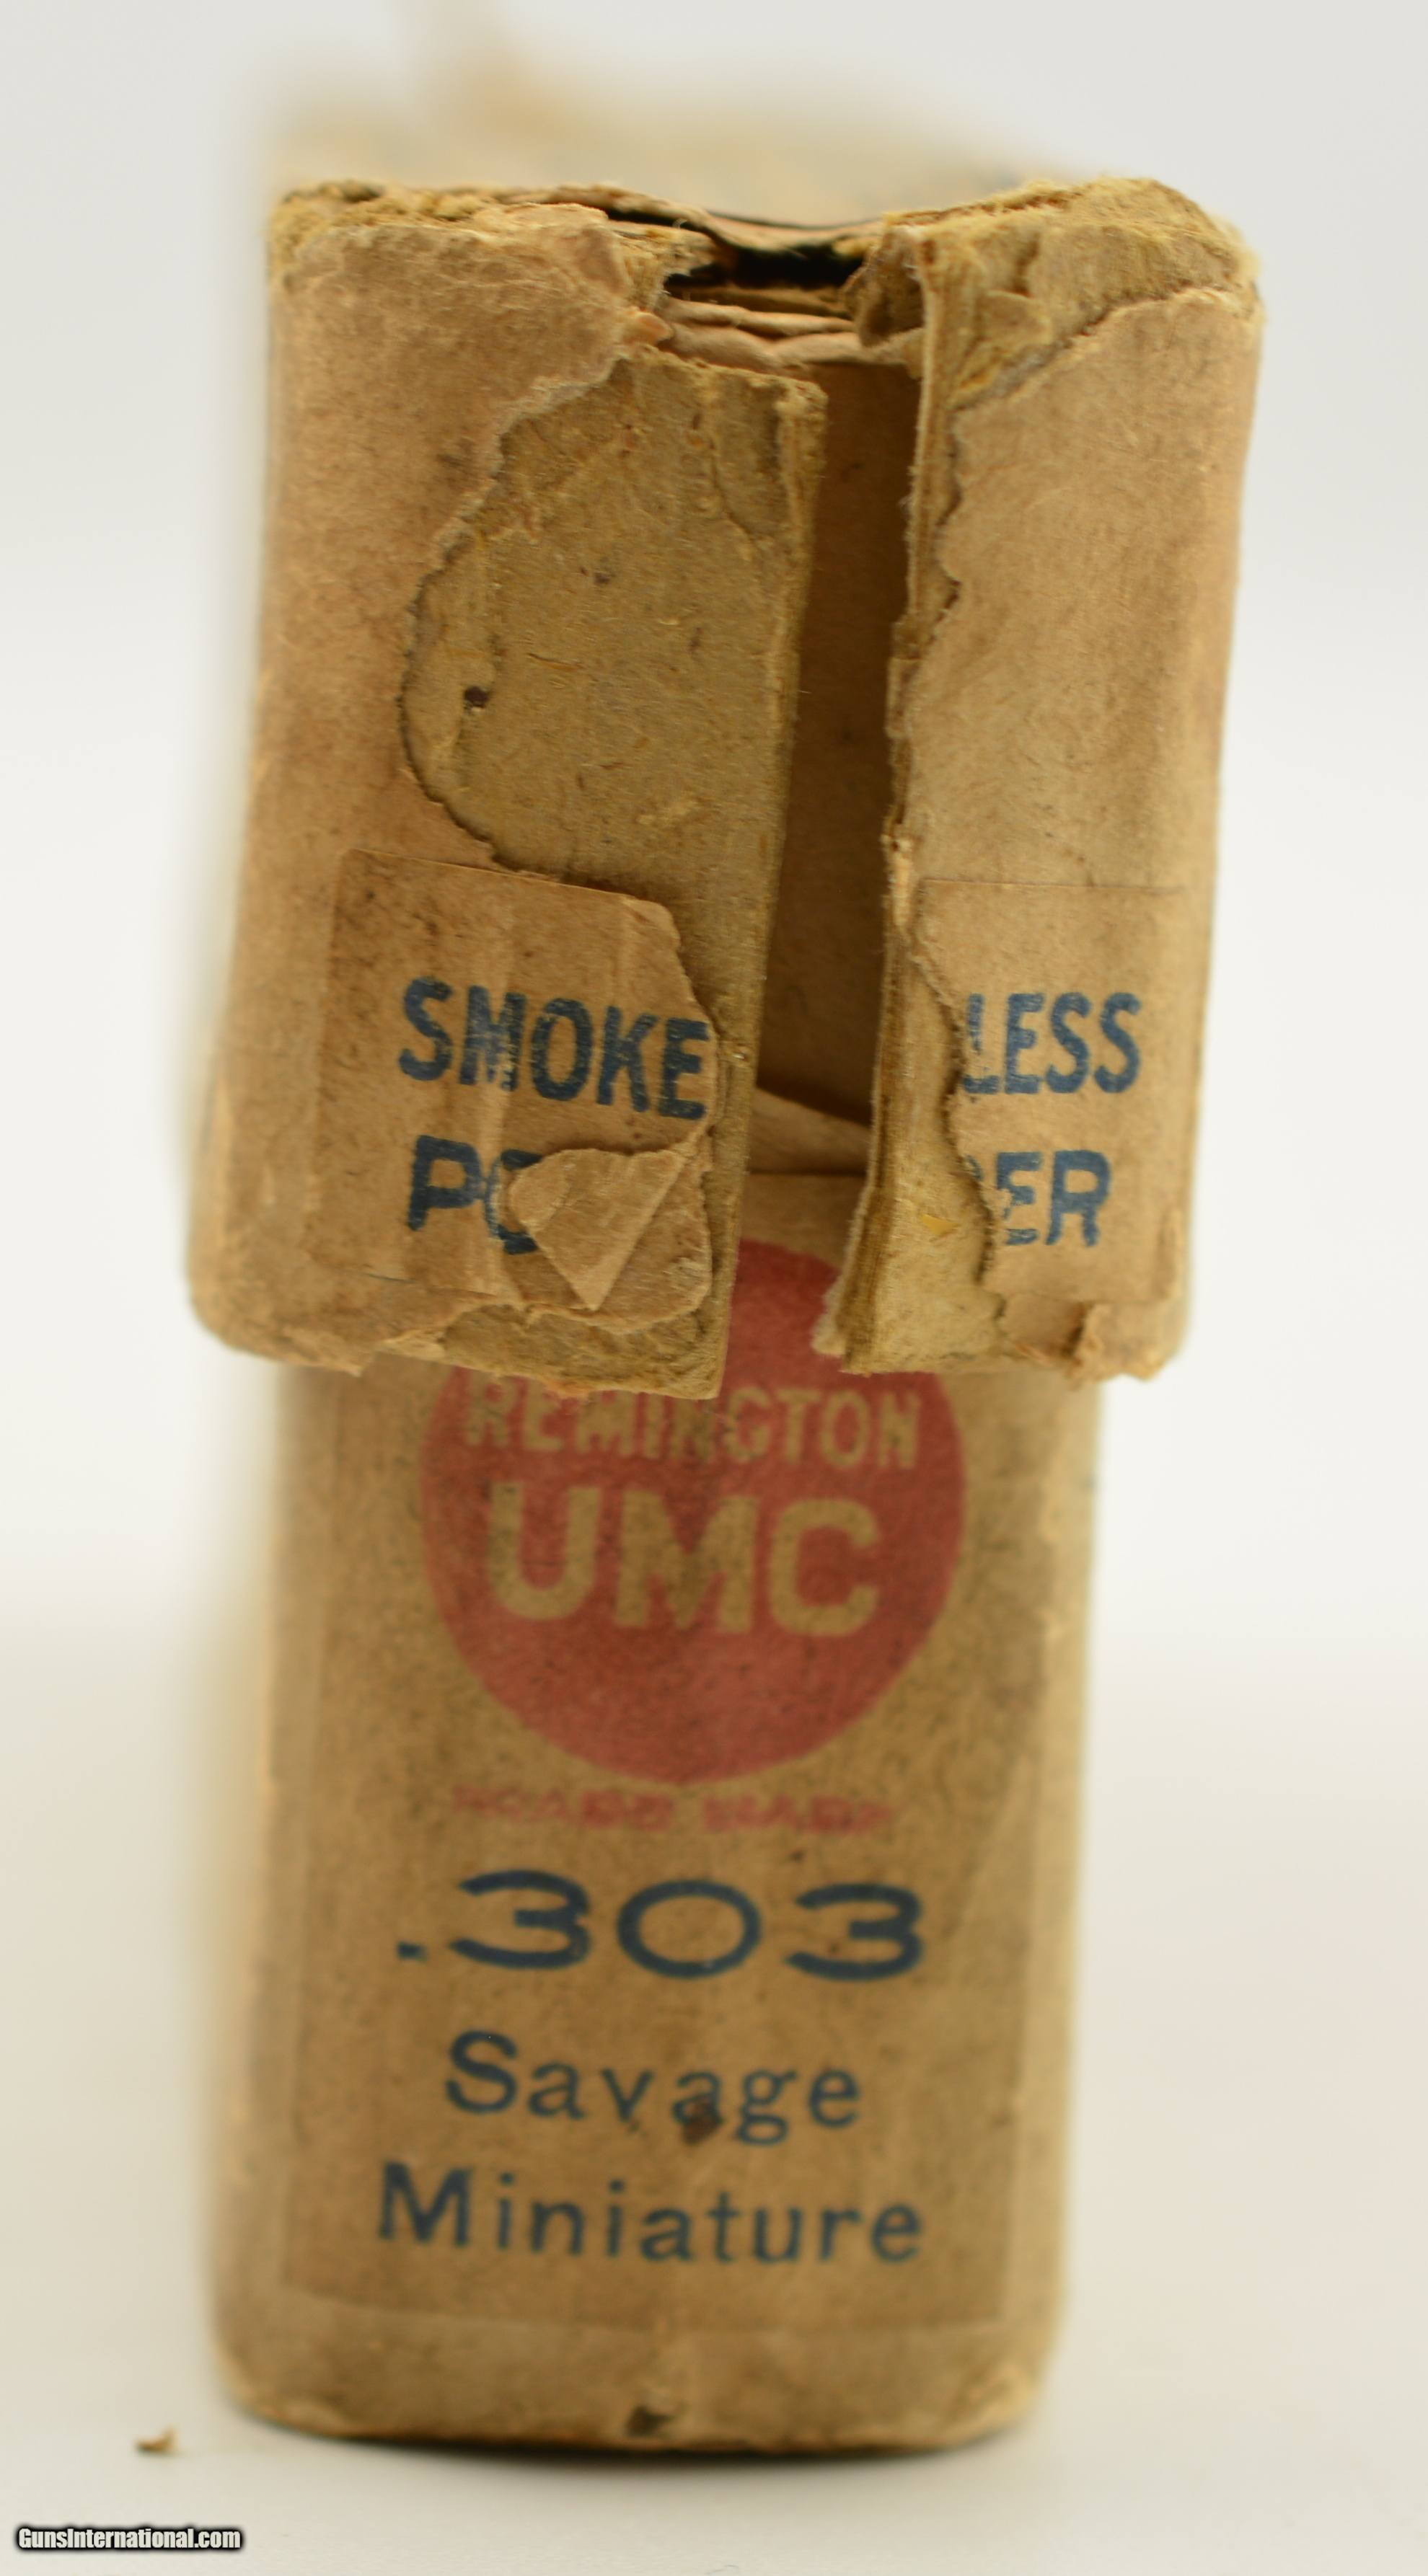 SMOKE LESS
PO ER
REMINGTON
UMC
.303
Savage
Miniature
GunsInternational.com